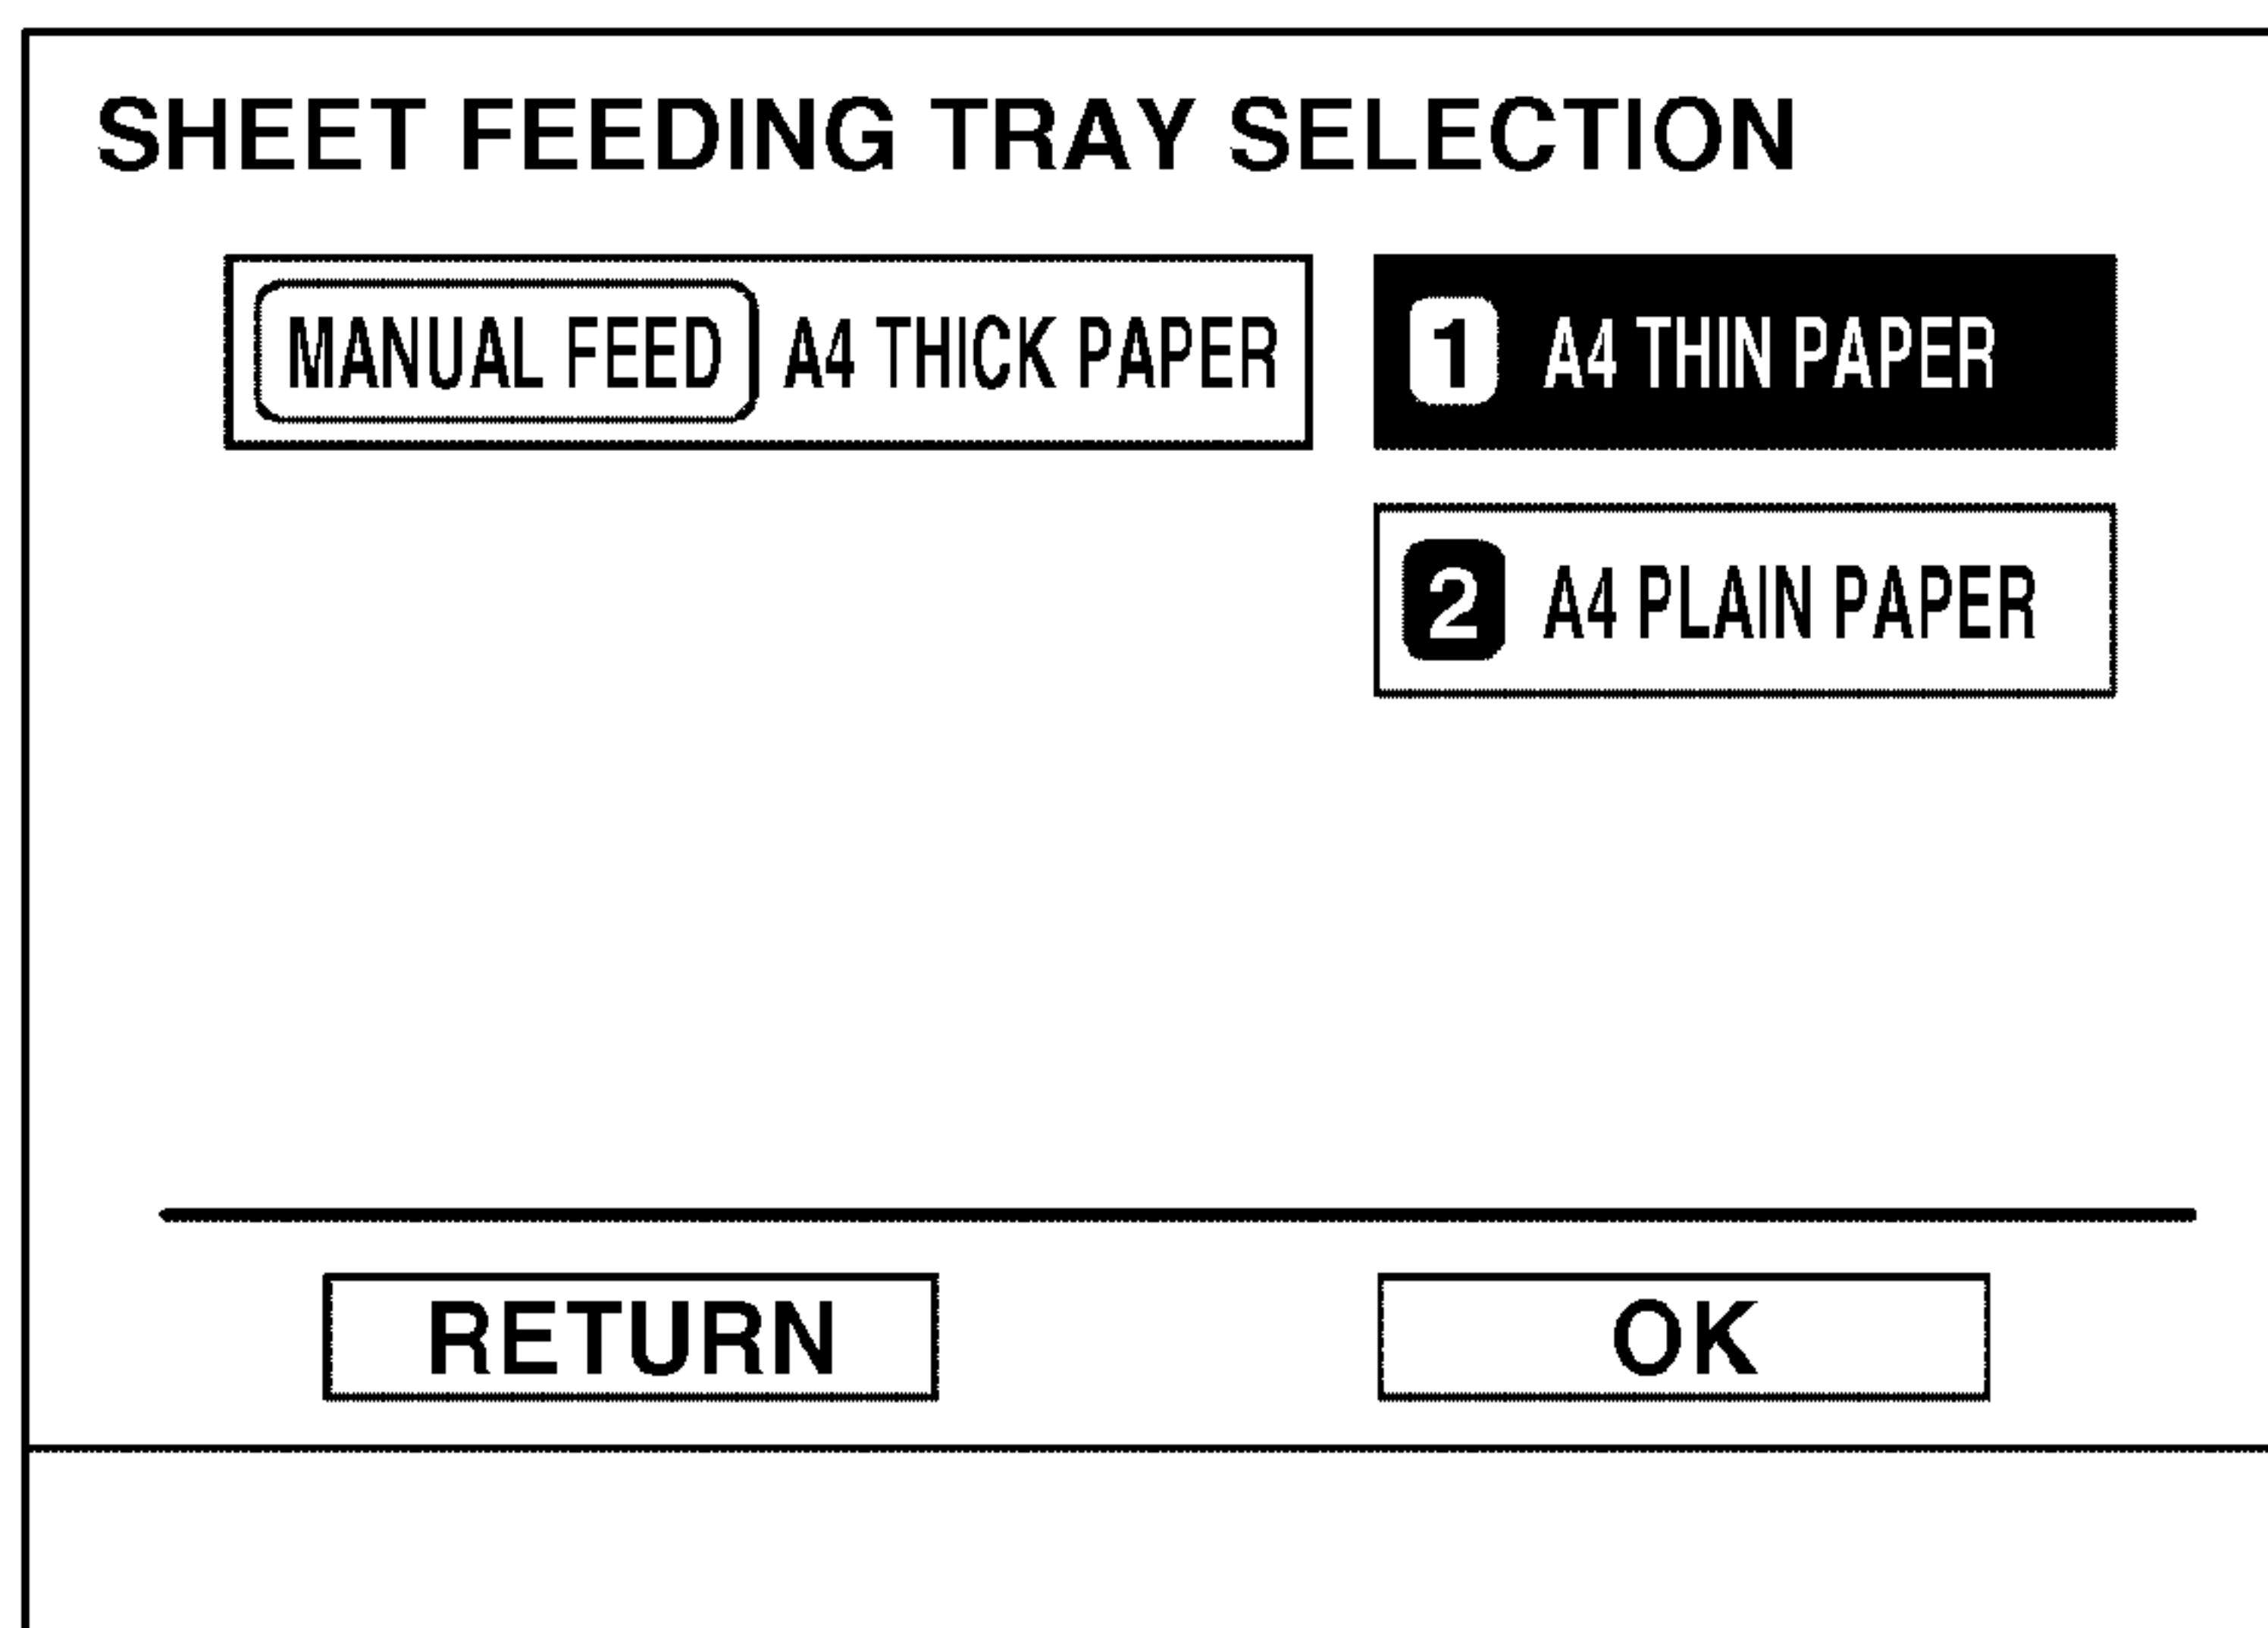 SHEET FEEDING TRAY SELECTION
MANUAL FEED A4 THICK PAPER
1 A4 THIN PAPER
2 A4 PLAIN PAPER
RETURN
OK